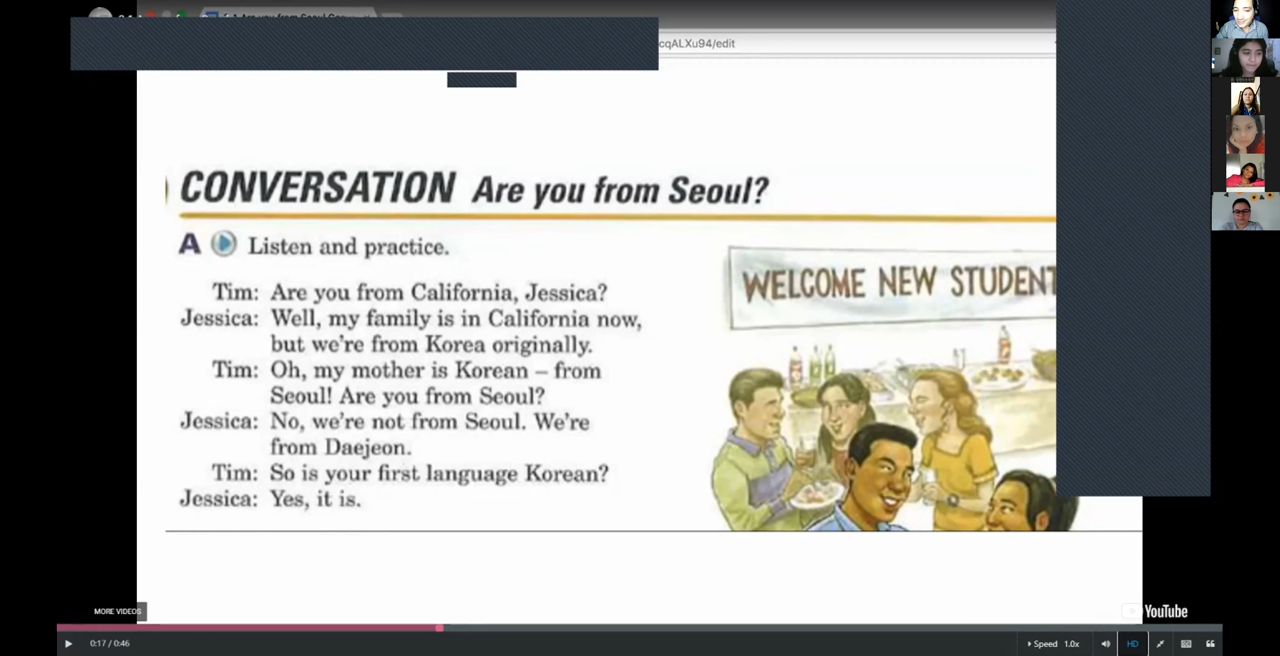 cqALXu94/edit
CONVERSATION Are you from Seoul?
A Listen and practice.
Tim: Are you from California, Jessica?
Jessica: Well, my family is in California now,
but we're from Korea originally.
Tim: Oh, my mother is Korean – from
Seoul! Are you from Seoul?
Jessica: No, we're not from Seoul. We're
from Daejeon.
Tim: So is your first language Korean?
Jessica: Yes, it is.
WELCOME NEW STUDENT
MORE VIDEOS
YouTube
0:17 / 0:46
Speed 1.0x
HD